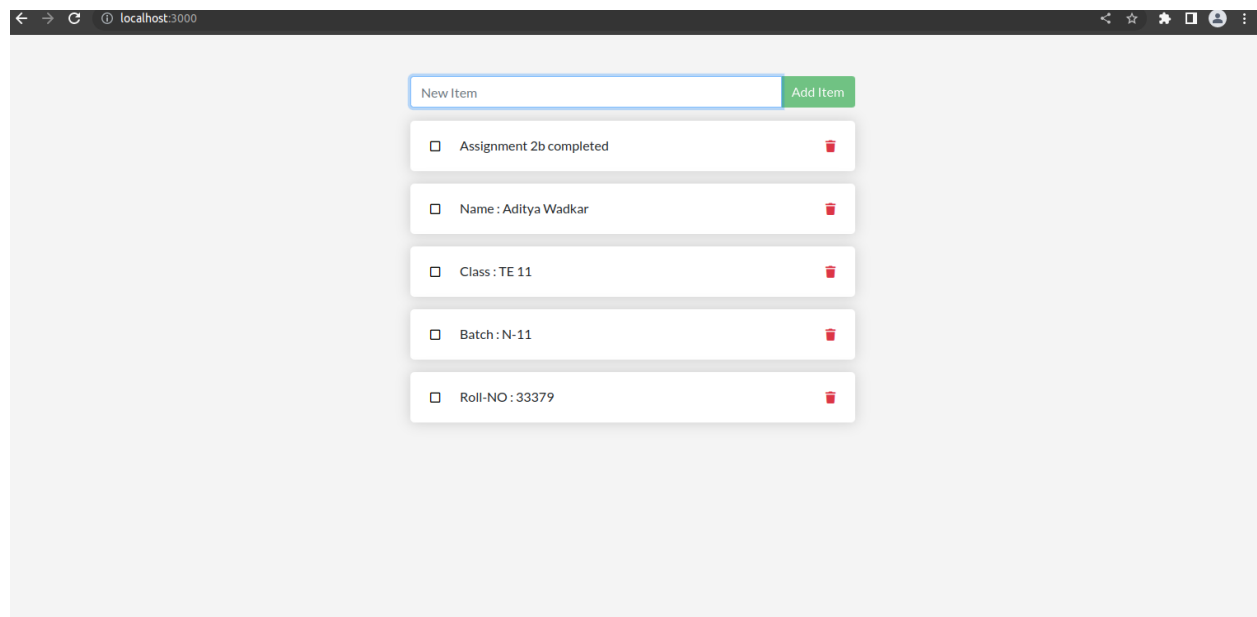 localhost:3000
New Item
Add Item
Assignment 2b completed
Name : Aditya Wadkar
Class : TE 11
Batch : N-11
Roll-NO : 33379